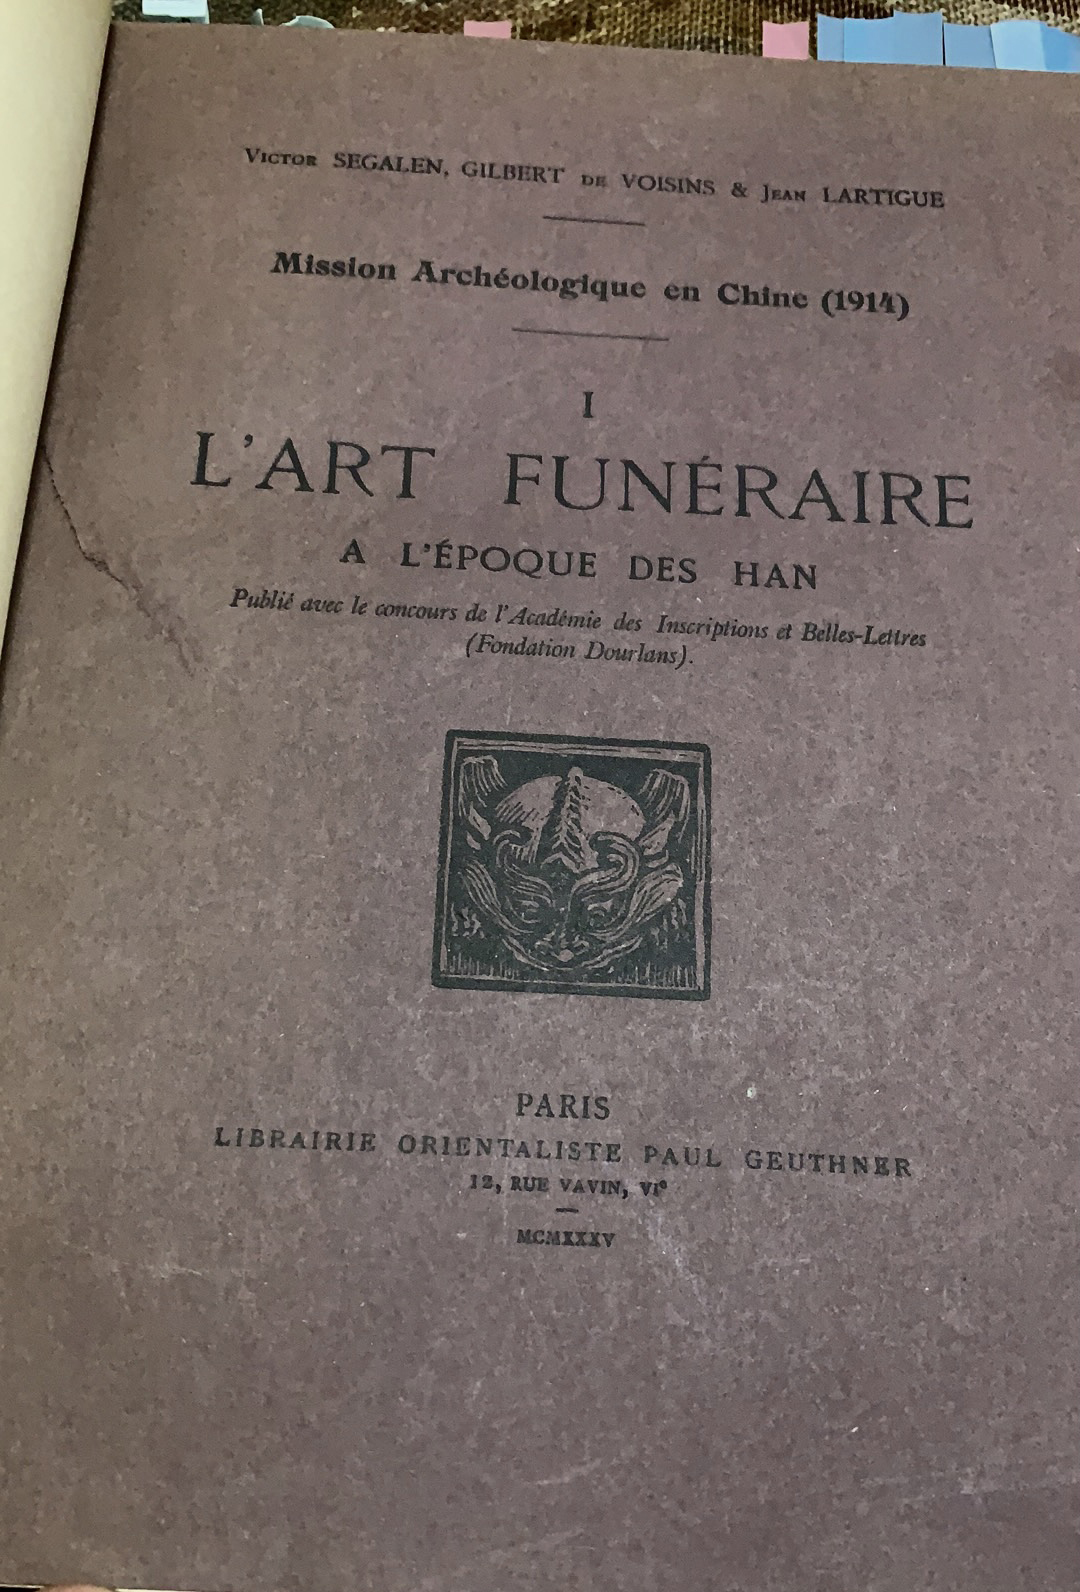 Victor SEGALEN, GILBERT DE VOISINS & Jean LARTIGUE
Mission Archéologique en Chine (1914)
I
L'ART FUNÉRAIRE
A L'ÉPOQUE DES HAN
Publié avec le concours de l'Académie des Inscriptions et Belles-Lettres
(Fondation Dourlans).
PARIS
LIBRAIRIE ORIENTALISTE PAUL GEUTHNER
12, RUE VAVIN, VIᵉ
MCMXXXV